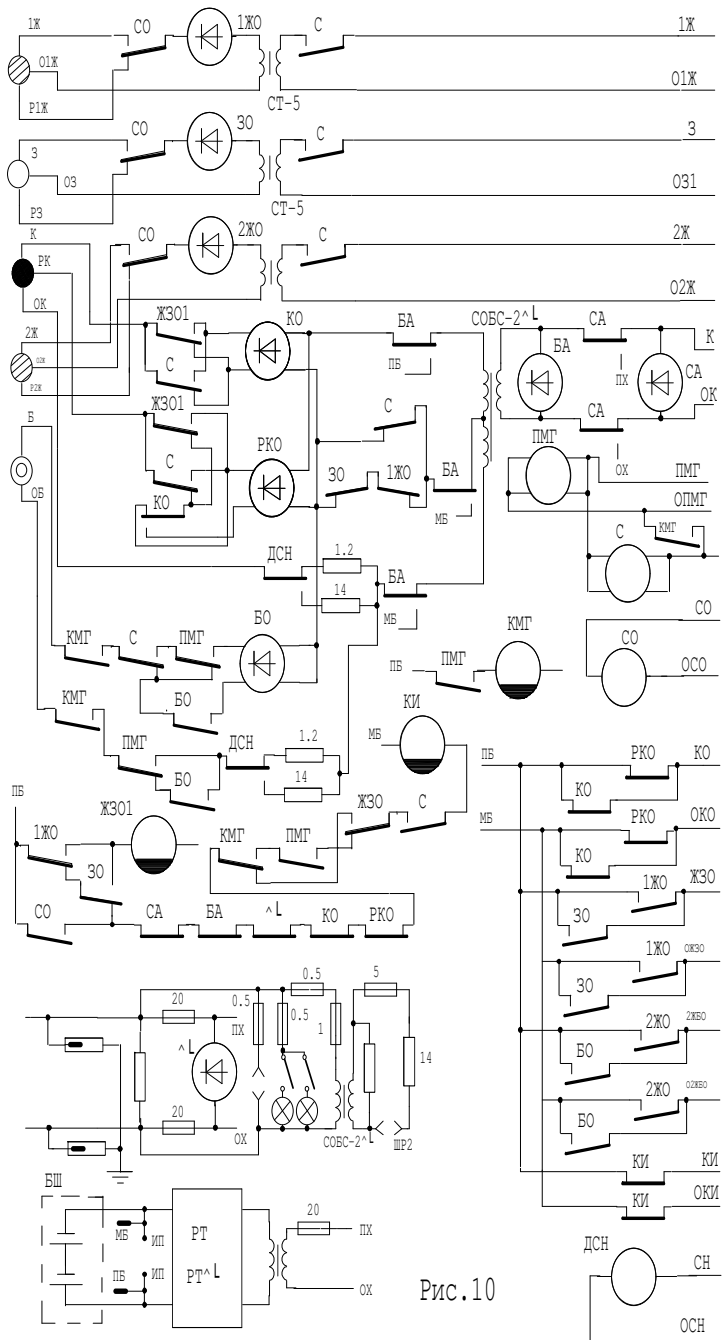 1Ж СО 1ЖО С 1Ж
О1Ж О1Ж
Р1Ж СТ-5
СО ЗО С З
З ОЗ ОЗ1
РЗ СТ-5
К СО 2ЖО С 2Ж
РК
ОК О2Ж
2Ж ЖЗО1 КО БА СОБС-2^L СА К
О2Ж ПБ БА ПХ СА
Р2Ж С ОК
ЖЗО1 СА
Б С ПМГ ОХ
РКО ПМГ
С ЗО 1ЖО БА ОПМГ
ОБ КО МБ С КМГ
ДСН 1.2
14 БА
МБ СО
КМГ С ПМГ БО КМГ СО
ПБ ПМГ ОСО
КМГ БО КИ
ПМГ ДСН 1.2 МБ
БО 14 ПБ РКО КО
ПБ КО
ЖЗО1 ЖЗО С МБ РКО ОКО
1ЖО КМГ ПМГ КО
ЗО 1ЖО ЖЗО
СО СА БА ^L КО РКО ЗО
1ЖО ОЖЗО
0.5 5 ЗО
20 0.5 0.5
ПХ 1 2ЖО 2ЖБО
^L 14 БО
2ЖО О2ЖБО
20 БО
ОХ СОБС-2^L ШР2
КИ КИ
БШ КИ ОКИ
РТ 20
МБ ИП ПХ
ПБ ИП РТ^L ДСН СН
ОХ
Рис.10
ОСН